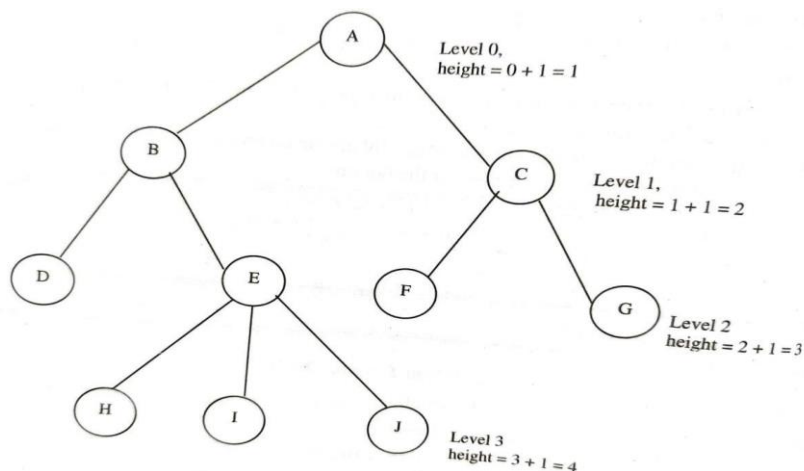 A
Level 0,
height = 0 + 1 = 1
B
C
Level 1,
height = 1 + 1 = 2
D
E
F
G
Level 2
height = 2 + 1 = 3
H
I
J
Level 3
height = 3 + 1 = 4